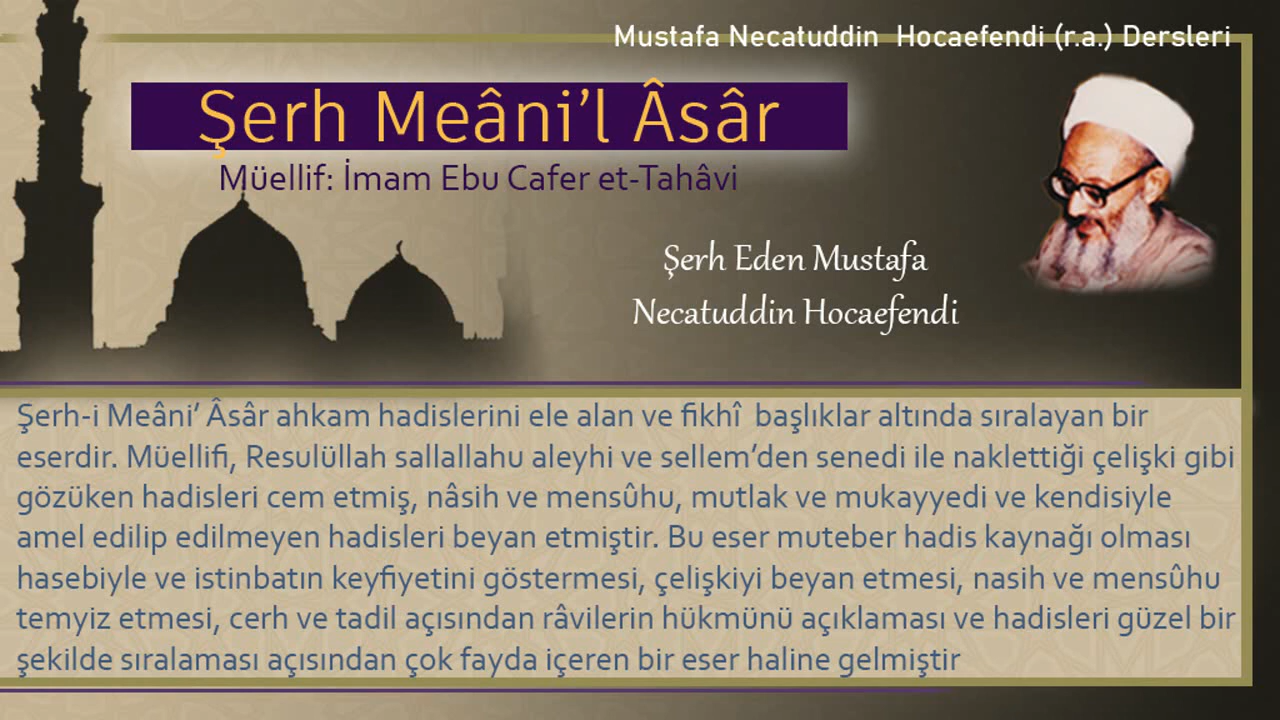 Mustafa Necatuddin Hocaefendi (r.a.) Dersleri
Şerh Meâni’l Âsâr
Müellif: İmam Ebu Cafer et-Tahâvi
Şerh Eden Mustafa
Necatuddin Hocaefendi
Şerh-i Meâni’ Âsâr ahkam hadislerini ele alan ve fikhî başlıklar altında sıralayan bir
eserdir. Müellifi, Resulüllah sallallahu aleyhi ve sellem’den senedi ile naklettiği çelişki gibi
gözüken hadisleri cem etmiş, nâsih ve mensûhu, mutlak ve mukayyedi ve kendisiyle
amel edilip edilmeyen hadisleri beyan etmiştir. Bu eser muteber hadis kaynağı olması
hasebiyle ve istinbatın keyfiyetini göstermesi, çelişkiyi beyan etmesi, nasih ve mensûhu
temyiz etmesi, cerh ve tadil açısından râvilerin hükmünü açıklaması ve hadisleri güzel bir
şekilde sıralaması açısından çok fayda içeren bir eser haline gelmiştir